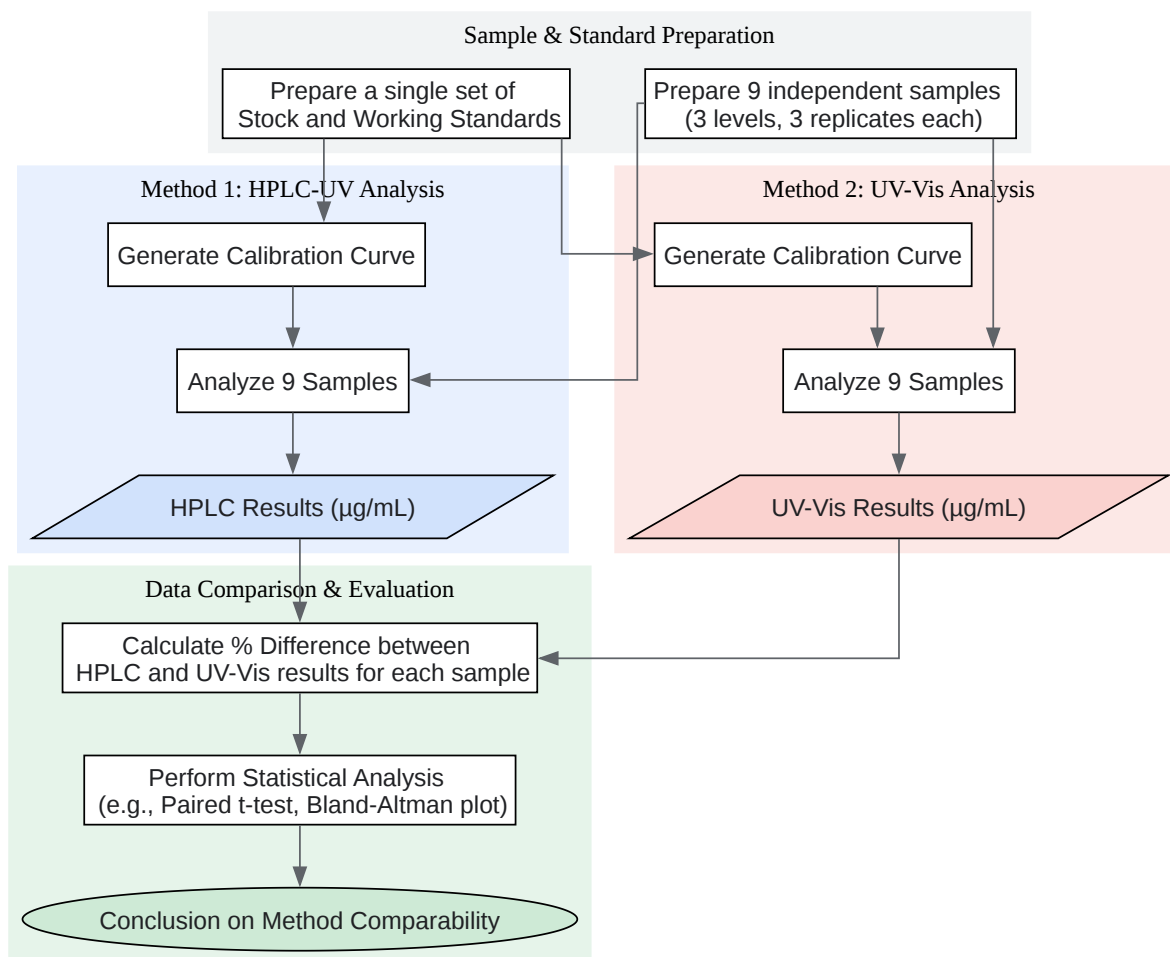 Sample & Standard Preparation
Prepare a single set of
Stock and Working Standards
Prepare 9 independent samples
(3 levels, 3 replicates each)
Method 1: HPLC-UV Analysis
Generate Calibration Curve
Analyze 9 Samples
HPLC Results (µg/mL)
Method 2: UV-Vis Analysis
Generate Calibration Curve
Analyze 9 Samples
UV-Vis Results (µg/mL)
Data Comparison & Evaluation
Calculate % Difference between
HPLC and UV-Vis results for each sample
Perform Statistical Analysis
(e.g., Paired t-test, Bland-Altman plot)
Conclusion on Method Comparability